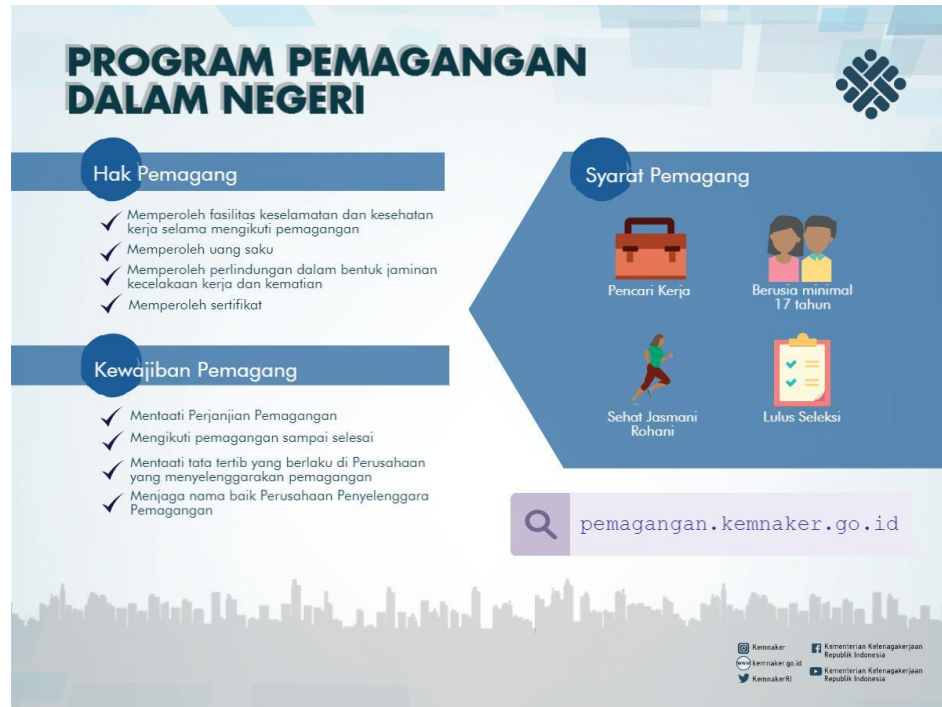 PROGRAM PEMAGANGAN
DALAM NEGERI
Hak Pemagang
Memperoleh fasilitas keselamatan dan kesehatan
kerja selama mengikuti pemagangan
Memperoleh uang saku
Memperoleh perlindungan dalam bentuk jaminan
kecelakaan kerja dan kematian
Memperoleh sertifikat
Kewajiban Pemagang
Mentaati Perjanjian Pemagangan
Mengikuti pemagangan sampai selesai
Mentaati tata tertib yang berlaku di Perusahaan
yang menyelenggarakan pemagangan
Menjaga nama baik Perusahaan Penyelenggara
Pemagangan
Syarat Pemagang
Pencari Kerja
Berusia minimal
17 tahun
Sehat Jasmani
Rohani
Lulus Seleksi
pemagangan.kemnaker.go.id
Kemnaker
www kemnaker.go.id
KemnakerRI
Kementerian Ketenagakerjaan
Republik Indonesia
Kementerian Ketenagakerjaan
Republik Indonesia